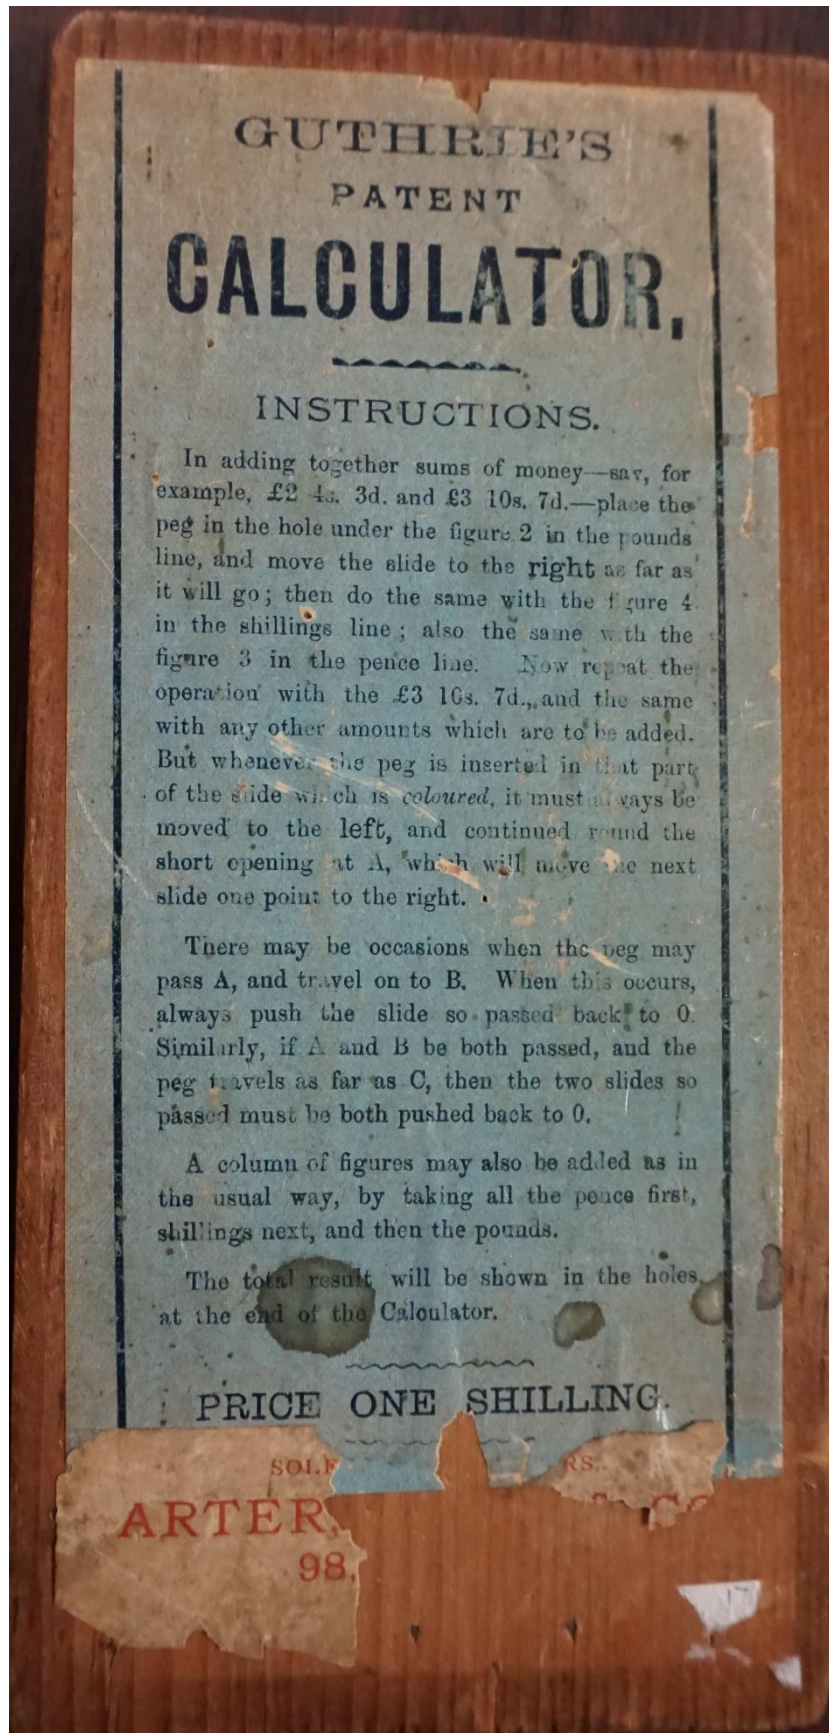 GUTHRIE'S
PATENT
CALCULATOR,
INSTRUCTIONS.
In adding together sums of money—say, for
example, £2 4s. 3d. and £3 10s. 7d.—place the
peg in the hole under the figure 2 in the pounds
line, and move the slide to the right as far as
it will go; then do the same with the figure 4
in the shillings line; also the same with the
figure 3 in the pence line. Now repeat the
operation with the £3 10s. 7d., and the same
with any other amounts which are to be added.
But whenever the peg is inserted in that part
of the slide which is coloured, it must always be
moved to the left, and continued round the
short opening at A, which will move the next
slide one point to the right.
There may be occasions when the peg may
pass A, and travel on to B. When this occurs,
always push the slide so passed back to 0.
Similarly, if A and B be both passed, and the
peg travels as far as C, then the two slides so
passed must be both pushed back to 0.
A column of figures may also be added as in
the usual way, by taking all the pence first,
shillings next, and then the pounds.
The total result will be shown in the holes
at the end of the Calculator.
PRICE ONE SHILLING.
SOLE RS.
ARTER, & CO
98,
17